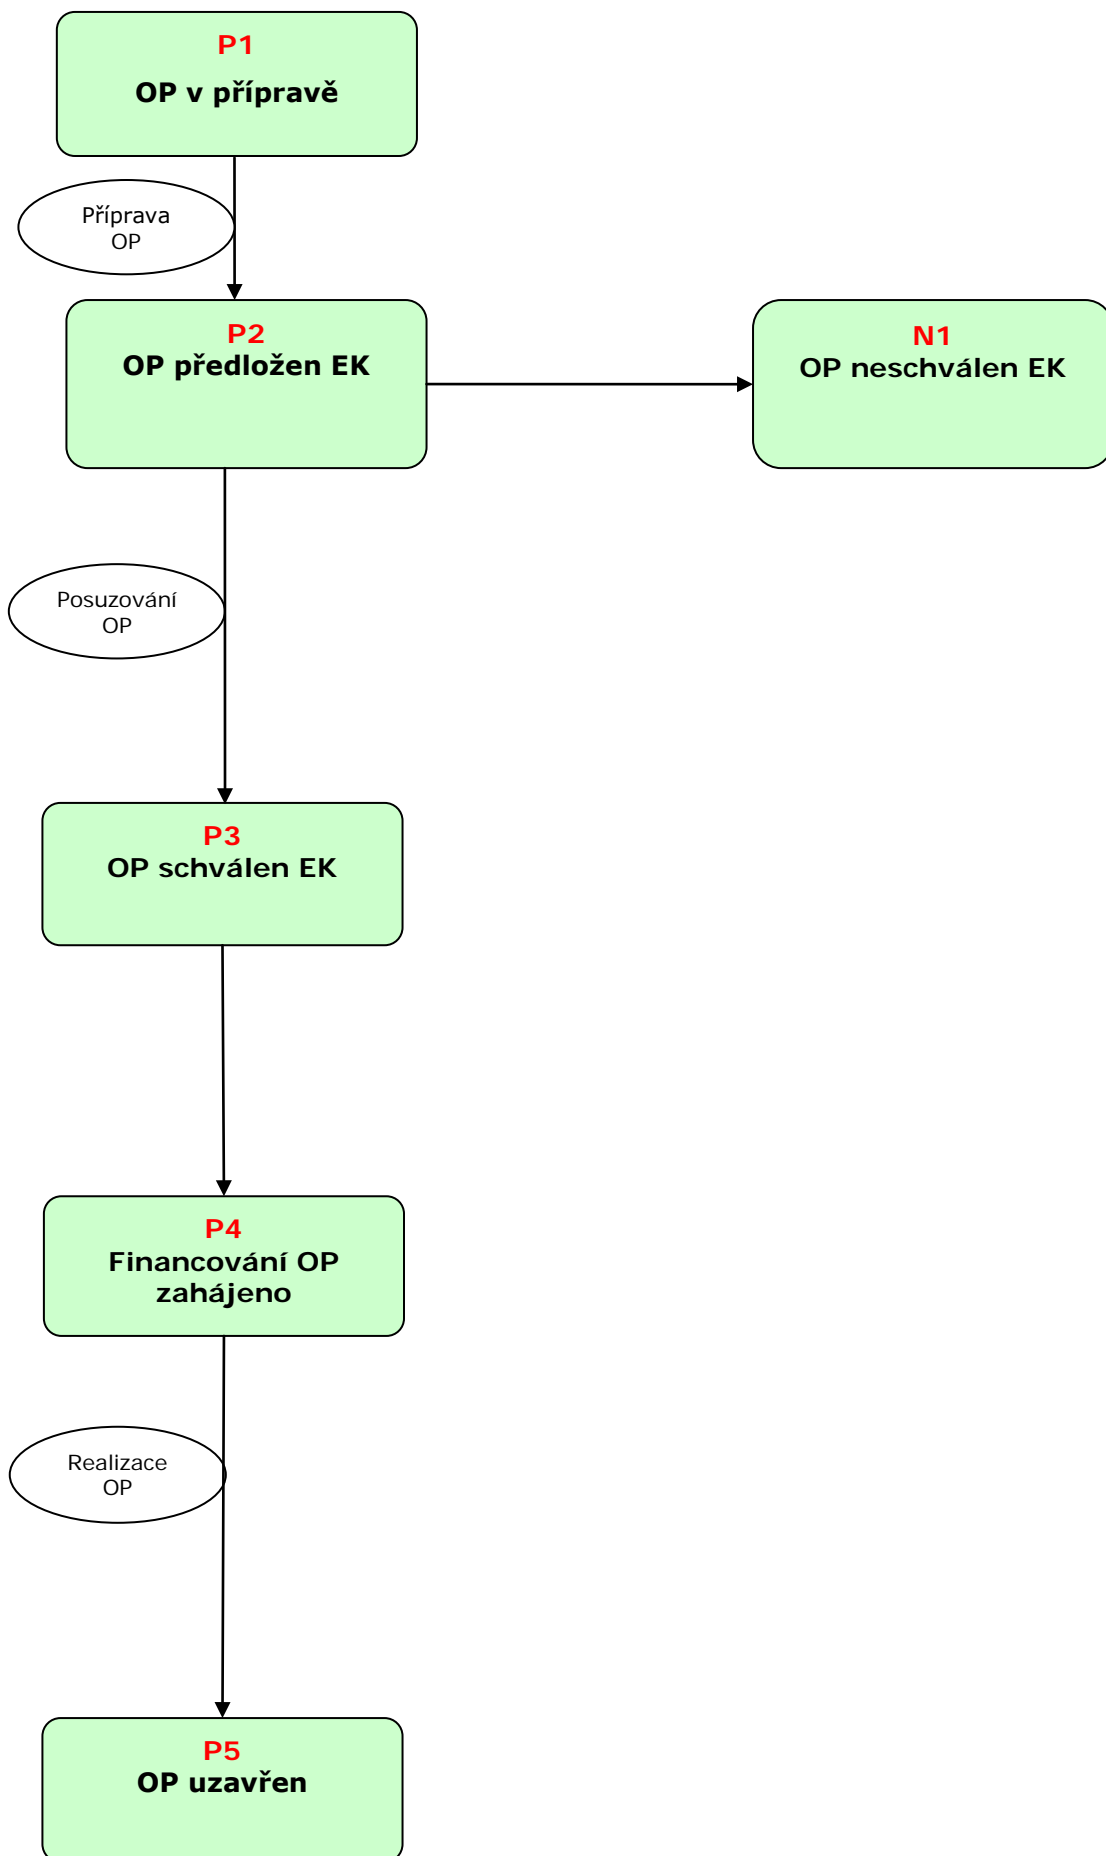 P1
OP v přípravě
Příprava
OP
P2
OP předložen EK
N1
OP neschválen EK
Posuzování
OP
P3
OP schválen EK
P4
Financování OP
zahájeno
Realizace
OP
P5
OP uzavřen